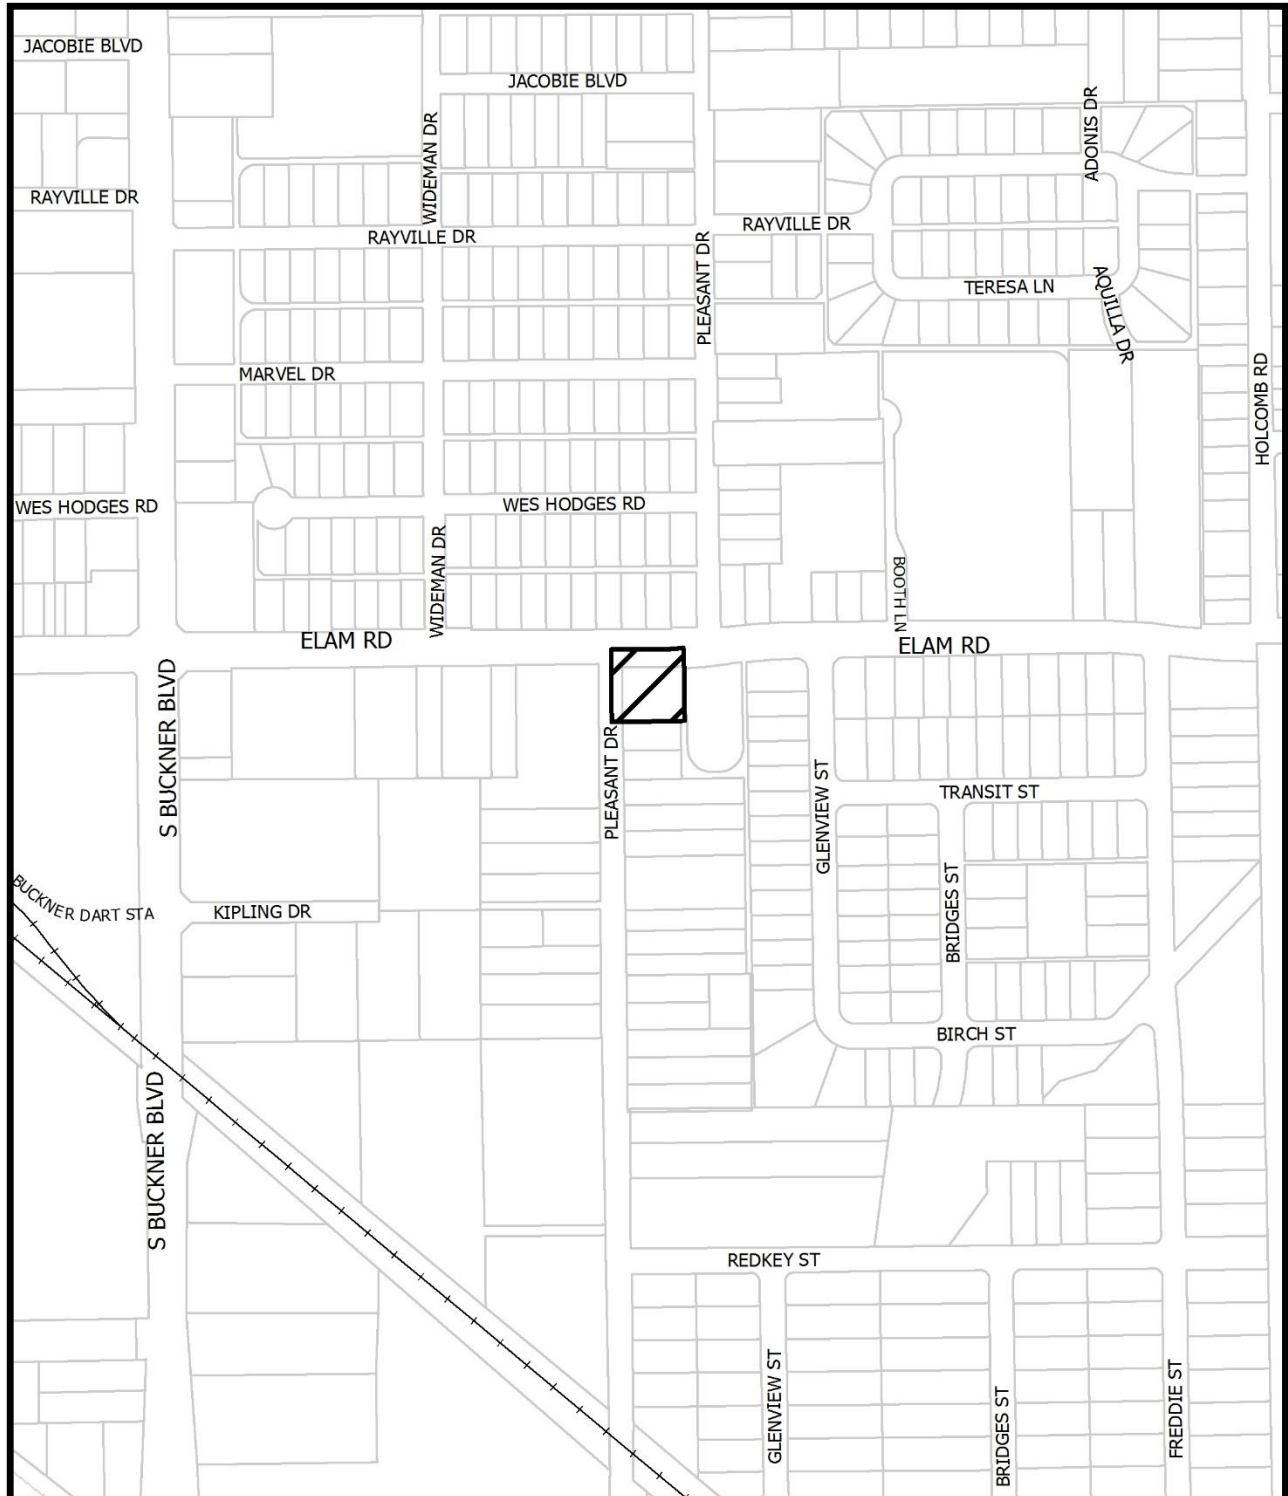 JACOBIE BLVD
JACOBIE BLVD
ADONIS DR
WIDEMAN DR
RAYVILLE DR
RAYVILLE DR
RAYVILLE DR
PLEASANT DR
TERESA LN
AQUILLA DR
MARVEL DR
HOLCOMB RD
WES HODGES RD
WES HODGES RD
WIDEMAN DR
BOOTH LN
ELAM RD
ELAM RD
S BUCKNER BLVD
PLEASANT DR
GLENVIEW ST
TRANSIT ST
BUCKNER DART STA
KIPLING DR
BRIDGES ST
BIRCH ST
S BUCKNER BLVD
REDKEY ST
GLENVIEW ST
BRIDGES ST
FREDDIE ST